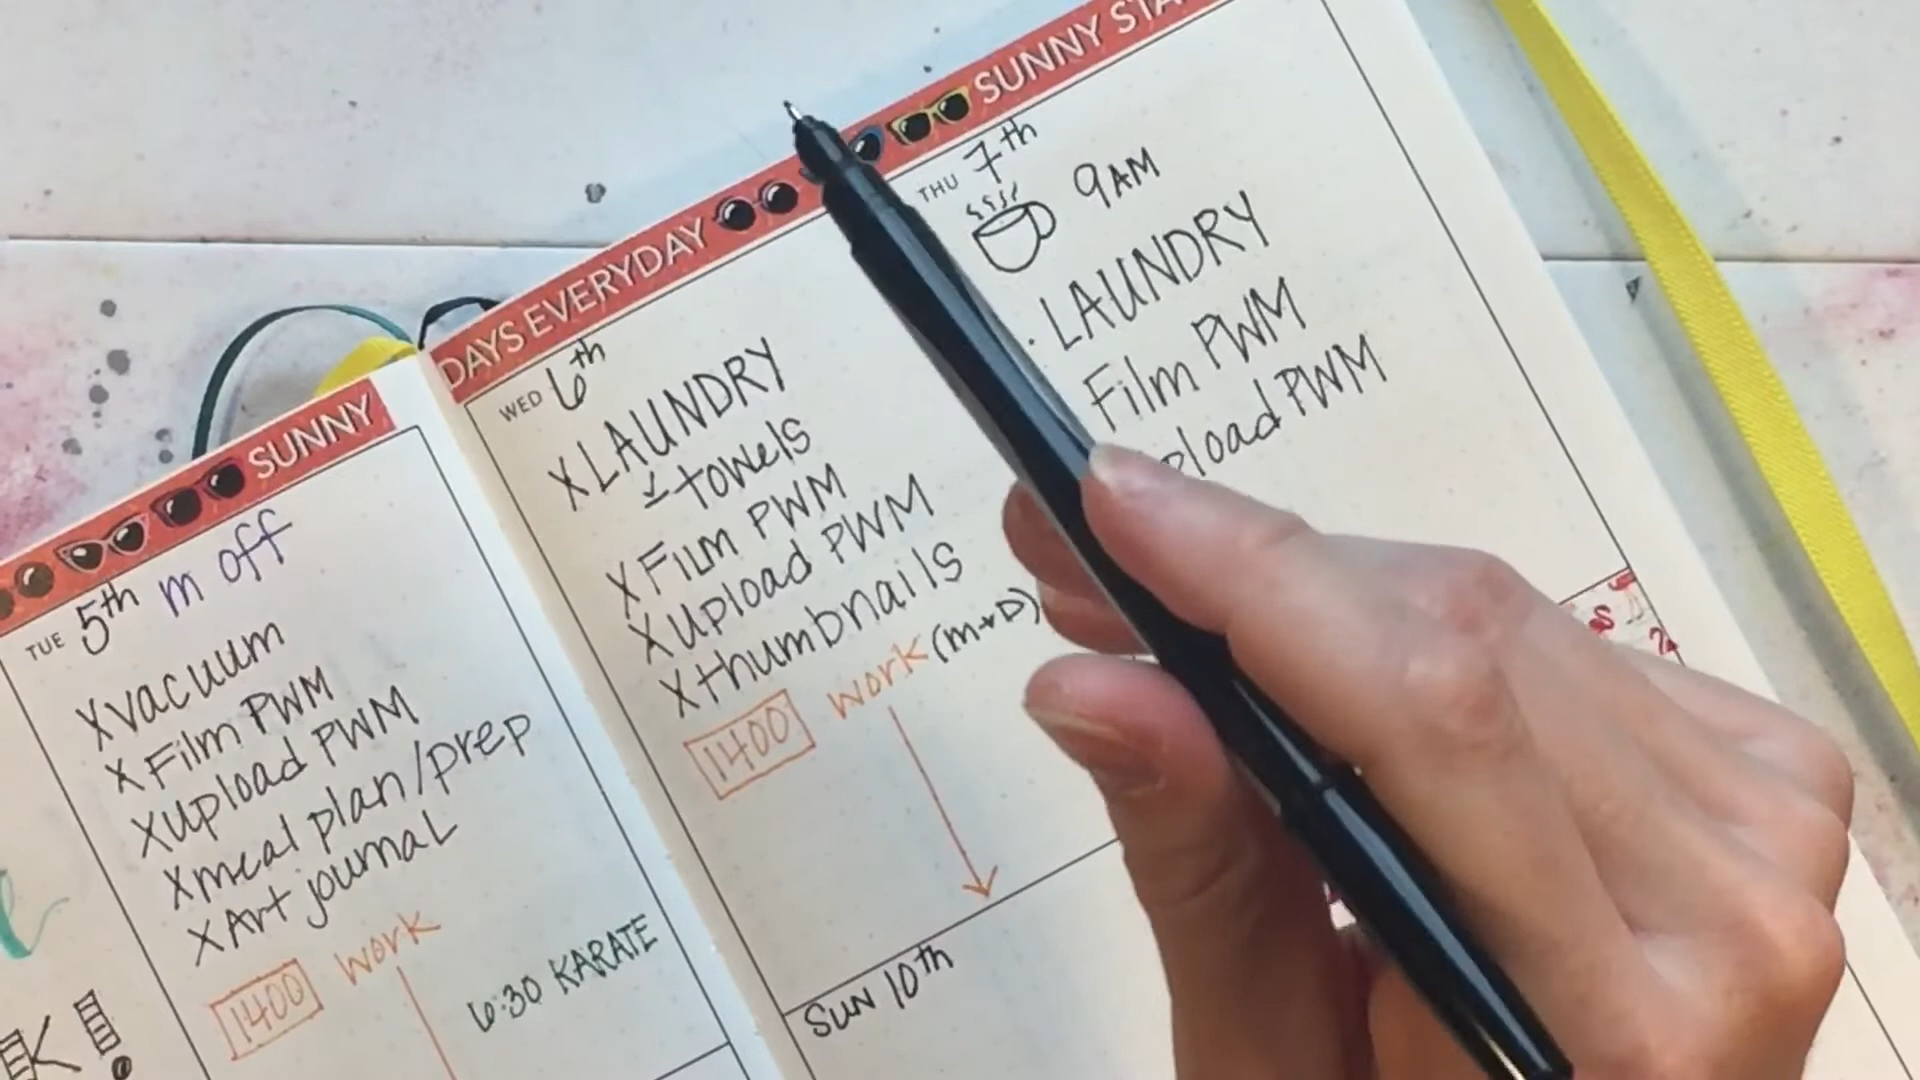 SUNNY
TUE 5th m off
X vacuum
X Film PWM
X Upload PWM
X meal plan/prep
X Art journaL
1400 work
6:30 KARATE
K!
DAYS EVERYDAY SUNNY STA
WED 6th
X LAUNDRY
✓ - towels
X FiLm PWM
X Upload PWM
X thumbnails
1400 work (m+D)
THU 7th
9AM
· LAUNDRY
Film PWM
pload PWM
Sun 10th